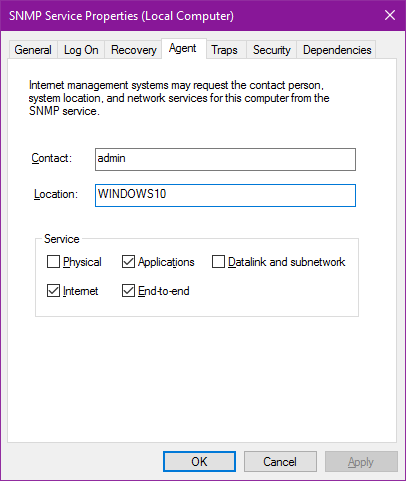 SNMP Service Properties (Local Computer)
General Log On Recovery Agent Traps Security Dependencies
Internet management systems may request the contact person,
system location, and network services for this computer from the
SNMP service.
Contact: admin
Location: WINDOWS10
Service
Physical Applications Datalink and subnetwork
Internet End-to-end
OK Cancel Apply